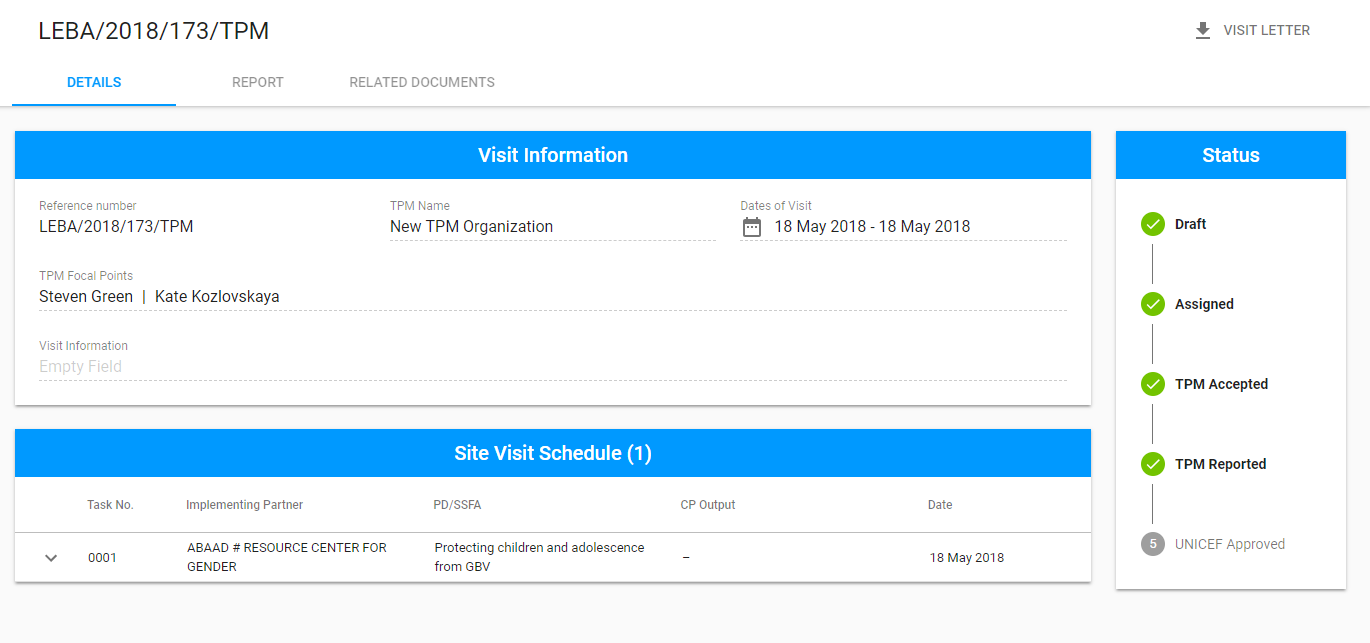 LEBA/2018/173/TPM
VISIT LETTER
DETAILS
REPORT
RELATED DOCUMENTS
Visit Information
Reference number
LEBA/2018/173/TPM
TPM Name
New TPM Organization
Dates of Visit
18 May 2018 - 18 May 2018
TPM Focal Points
Steven Green | Kate Kozlovskaya
Visit Information
Empty Field
Site Visit Schedule (1)
Task No.
Implementing Partner
PD/SSFA
CP Output
Date
0001
ABAAD # RESOURCE CENTER FOR
GENDER
Protecting children and adolescence
from GBV
–
18 May 2018
Status
Draft
Assigned
TPM Accepted
TPM Reported
5 UNICEF Approved